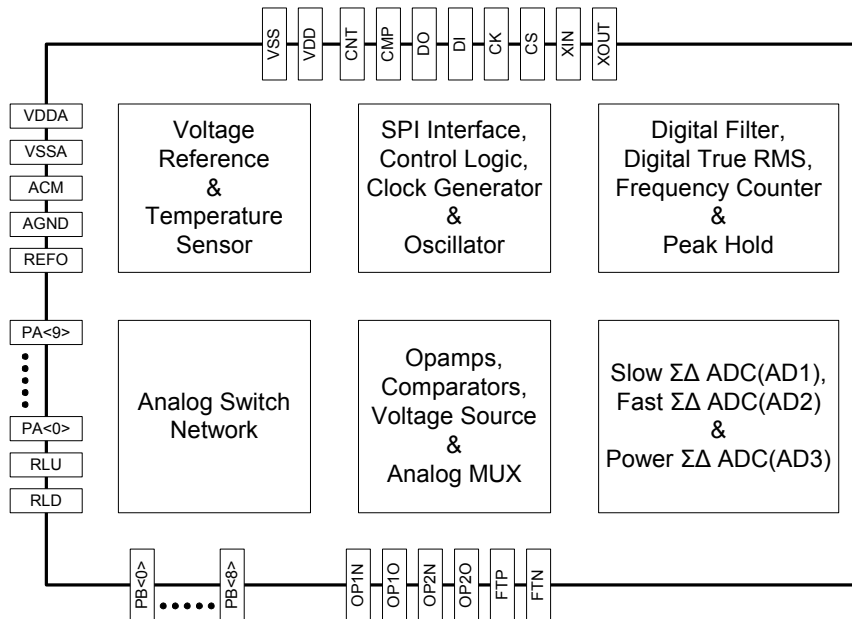 VSS
VDD
CNT
CMP
DO
DI
CK
CS
XIN
XOUT
VDDA
VSSA
ACM
AGND
REFO
PA<9>
PA<0>
RLU
RLD
Voltage
Reference
&
Temperature
Sensor
SPI Interface,
Control Logic,
Clock Generator
&
Oscillator
Digital Filter,
Digital True RMS,
Frequency Counter
&
Peak Hold
Analog Switch
Network
Opamps,
Comparators,
Voltage Source
&
Analog MUX
Slow ΣΔ ADC(AD1),
Fast ΣΔ ADC(AD2)
&
Power ΣΔ ADC(AD3)
PB<0>
PB<8>
OP1N
OP1O
OP2N
OP2O
FTP
FTN